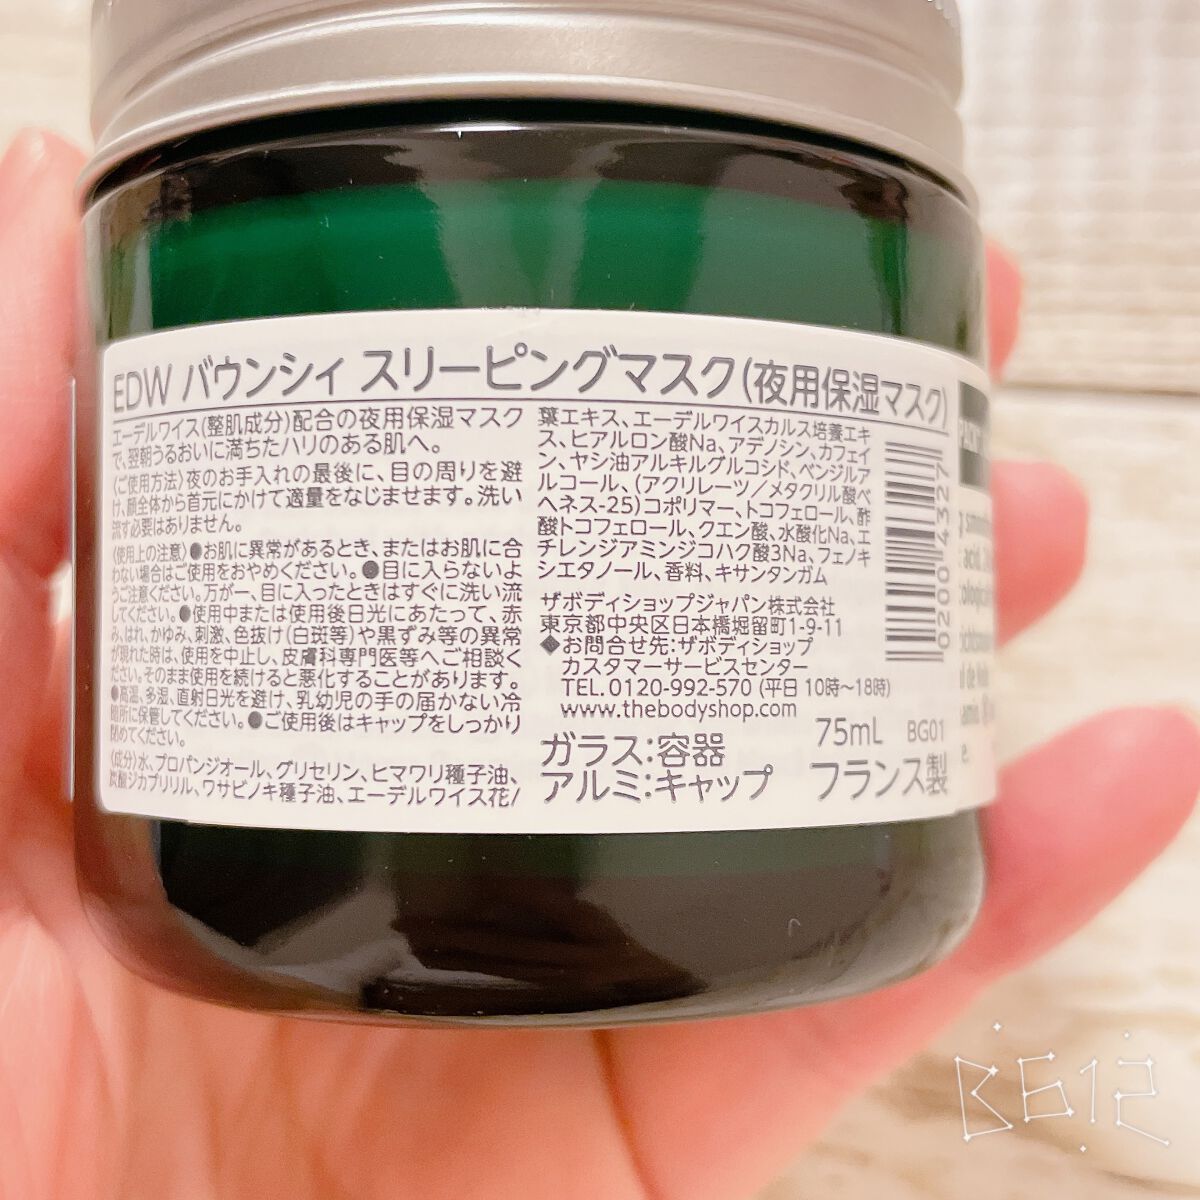 EDW バウンシィ スリーピングマスク(夜用保湿マスク)
エーデルワイス(整肌成分)配合の夜用保湿マスク
で、翌朝うるおいに満ちたハリのある肌へ。
〈ご使用方法〉夜のお手入れの最後に、目の周りを避
け、顔全体から首元にかけて適量をなじませます。洗い
流す必要はありません。
〈使用上の注意〉●お肌に異常があるとき、またはお肌に合
わない場合はご使用をおやめください。●目に入らないよ
うご注意ください。万が一、目に入ったときはすぐに洗い流
してください。●使用中または使用後日光にあたって、赤
み、はれ、かゆみ、刺激、色抜け(白斑等)や黒ずみ等の異常
が現れた時は、使用を中止し、皮膚科専門医等へご相談く
ださい。そのまま使用を続けると悪化することがあります。
●高温、多湿、直射日光を避け、乳幼児の手の届かない冷
暗所に保管してください。●ご使用後はキャップをしっかり
閉めてください。
〈成分〉水、プロパンジオール、グリセリン、ヒマワリ種子油、
炭酸ジカプリリル、ワサビノキ種子油、エーデルワイス花/
葉エキス、エーデルワイスカルス培養エキ
ス、ヒアルロン酸Na、アデノシン、カフェイ
ン、ヤシ油アルキルグルコシド、ベンジルア
ルコール、(アクリレーツ/メタクリル酸ベ
ヘネス-25)コポリマー、トコフェロール、酢
酸トコフェロール、クエン酸、水酸化Na、エ
チレンジアミンジコハク酸3Na、フェノキ
シエタノール、香料、キサンタンガム
ザボディショップジャパン株式会社
東京都中央区日本橋堀留町1-9-11
◆お問合せ先:ザボディショップ
カスタマーサービスセンター
TEL. 0120-992-570 (平日 10時〜18時)
www.thebodyshop.com
ガラス:容器
アルミ:キャップ
75mL BG01
フランス製
0200 4327
B612